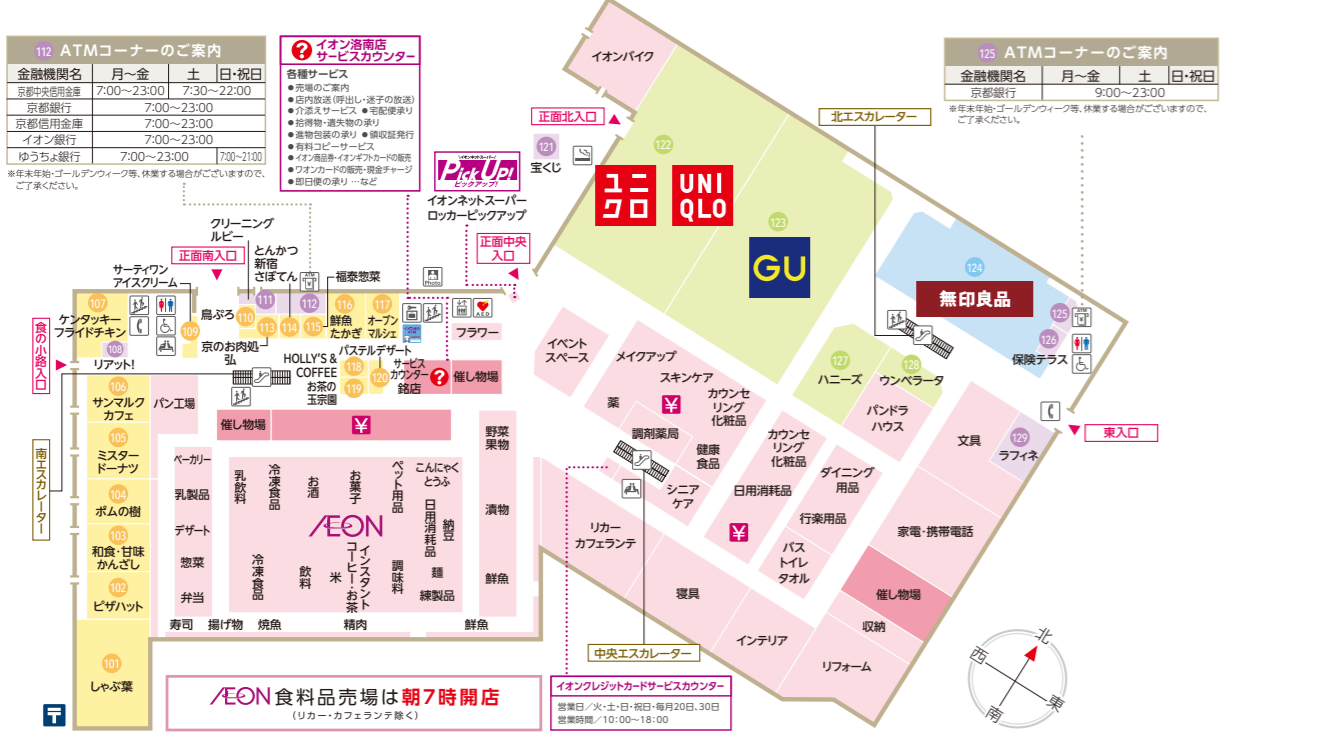 112 ATMコーナーのご案内
金融機関名 月〜金 土 日・祝日
京都中央信用金庫 7:00〜23:00 7:30〜22:00
京都銀行 7:00〜23:00
京都信用金庫 7:00〜23:00
イオン銀行 7:00〜23:00
ゆうちょ銀行 7:00〜23:00 7:00〜21:00
※年末年始・ゴールデンウィーク等、休業する場合がございますので、
ご了承ください。
? イオン洛南店
サービスカウンター
各種サービス
●売場のご案内
●店内放送(呼出し・迷子の放送)
●介添えサービス ●宅配便承り
●拾得物・遺失物の承り
●進物包装の承り ●領収証発行
●有料コピーサービス
●イオン商品券・イオンギフトカードの販売
●ワオンカードの販売・現金チャージ
●即日便の承り …など
イオンネットスーパー
PICK UP!
ピックアップ!
イオンネットスーパー
ロッカーピックアップ
125 ATMコーナーのご案内
金融機関名 月〜金 土 日・祝日
京都銀行 9:00〜23:00
※年末年始・ゴールデンウィーク等、休業する場合がございますので、
ご了承ください。
イオンバイク
正面北入口
121
宝くじ
122
ユニ
クロ
UNI
QLO
123
GU
北エスカレーター
124
無印良品
125
ATM
126
保険テラス
127
ハニーズ
128
ウンベラータ
パンドラ
ハウス
文具
129
ラフィネ
東入口
正面中央
入口
クリーニング
ルビー
正面南入口
とんかつ
新宿
さぼてん
ATM
福泰惣菜
サーティワン
アイスクリーム
107
ケンタッキー
フライドチキン
108
リアット!
109
鳥ぷろ
110
111
112
113
114
115
京のお肉処
弘
116
鮮魚
たかぎ
117
オープン
マルシェ
Photo
AED
フラワー
食の小路入口
HOLLY'S &
COFFEE
お茶の
玉宗園
パステルデザート
118
119
120
サービス
カウンター
銘店
?
催し物場
南エスカレーター
106
サンマルク
カフェ
105
ミスター
ドーナツ
104
ポムの樹
103
和食・甘味
かんざし
102
ピザハット
101
しゃぶ葉
パン工場
催し物場
¥
ベーカリー
乳製品
デザート
惣菜
弁当
乳飲料
冷凍食品
お酒
お菓子
ペット用品
こんにゃく
とうふ
日用消耗品
納豆
ÆON
冷凍食品
飲料
米
コーヒー・お茶
インスタント
調味料
麺
練製品
野菜
果物
漬物
鮮魚
寿司 揚げ物 焼魚 精肉 鮮魚
イベント
スペース
メイクアップ
スキンケア
薬
¥
カウンセ
リング
化粧品
調剤薬局
健康
食品
シニア
ケア
カウンセ
リング
化粧品
日用消耗品
¥
ダイニング
用品
行楽用品
バス
トイレ
タオル
リカー
カフェランテ
寝具
インテリア
家電・携帯電話
催し物場
収納
リフォーム
中央エスカレーター
イオンクレジットカードサービスカウンター
営業日/火・土・日・祝日・毎月20日、30日
営業時間/10:00〜18:00
ÆON 食料品売場は朝7時開店
(リカー・カフェランテ除く)
北
西
東
南